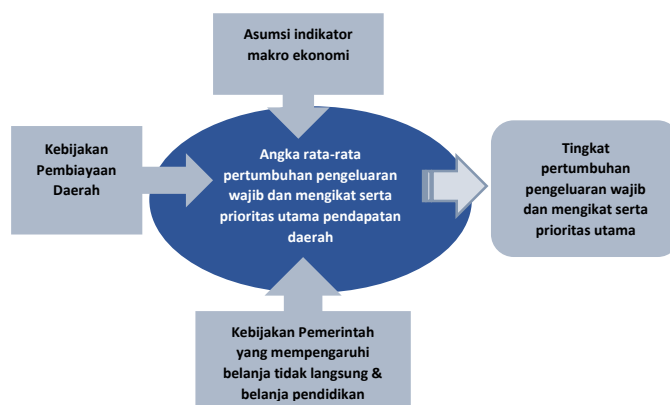 Asumsi indikator
makro ekonomi
Kebijakan
Pembiayaan
Daerah
Angka rata-rata
pertumbuhan pengeluaran
wajib dan mengikat serta
prioritas utama pendapatan
daerah
Tingkat
pertumbuhan
pengeluaran wajib
dan mengikat serta
prioritas utama
Kebijakan Pemerintah
yang mempengaruhi
belanja tidak langsung &
belanja pendidikan